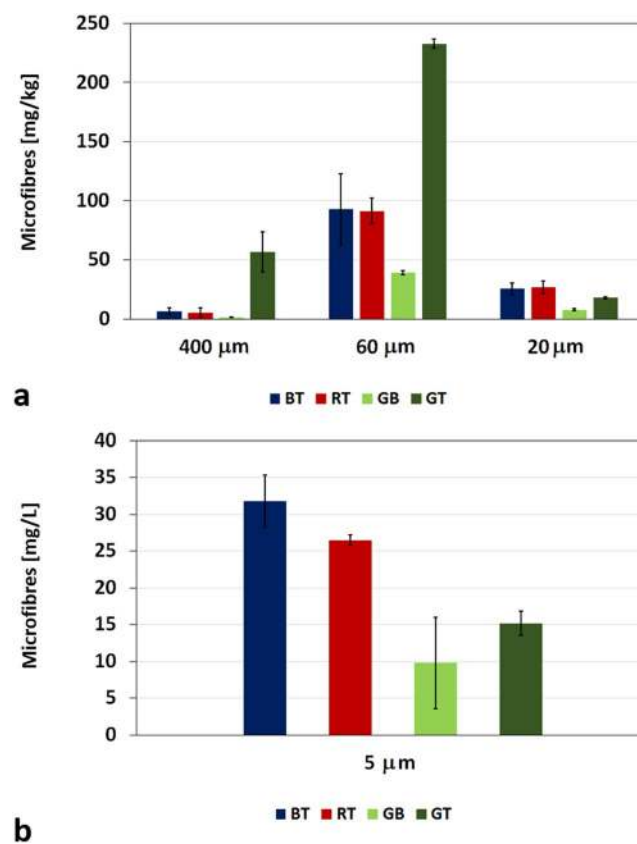 Microfibres [mg/kg]
250
200
150
100
50
0
400 μm 60 μm 20 μm
a
BT RT GB GT
Microfibres [mg/L]
40
35
30
25
20
15
10
5
0
5 μm
BT RT GB GT
b